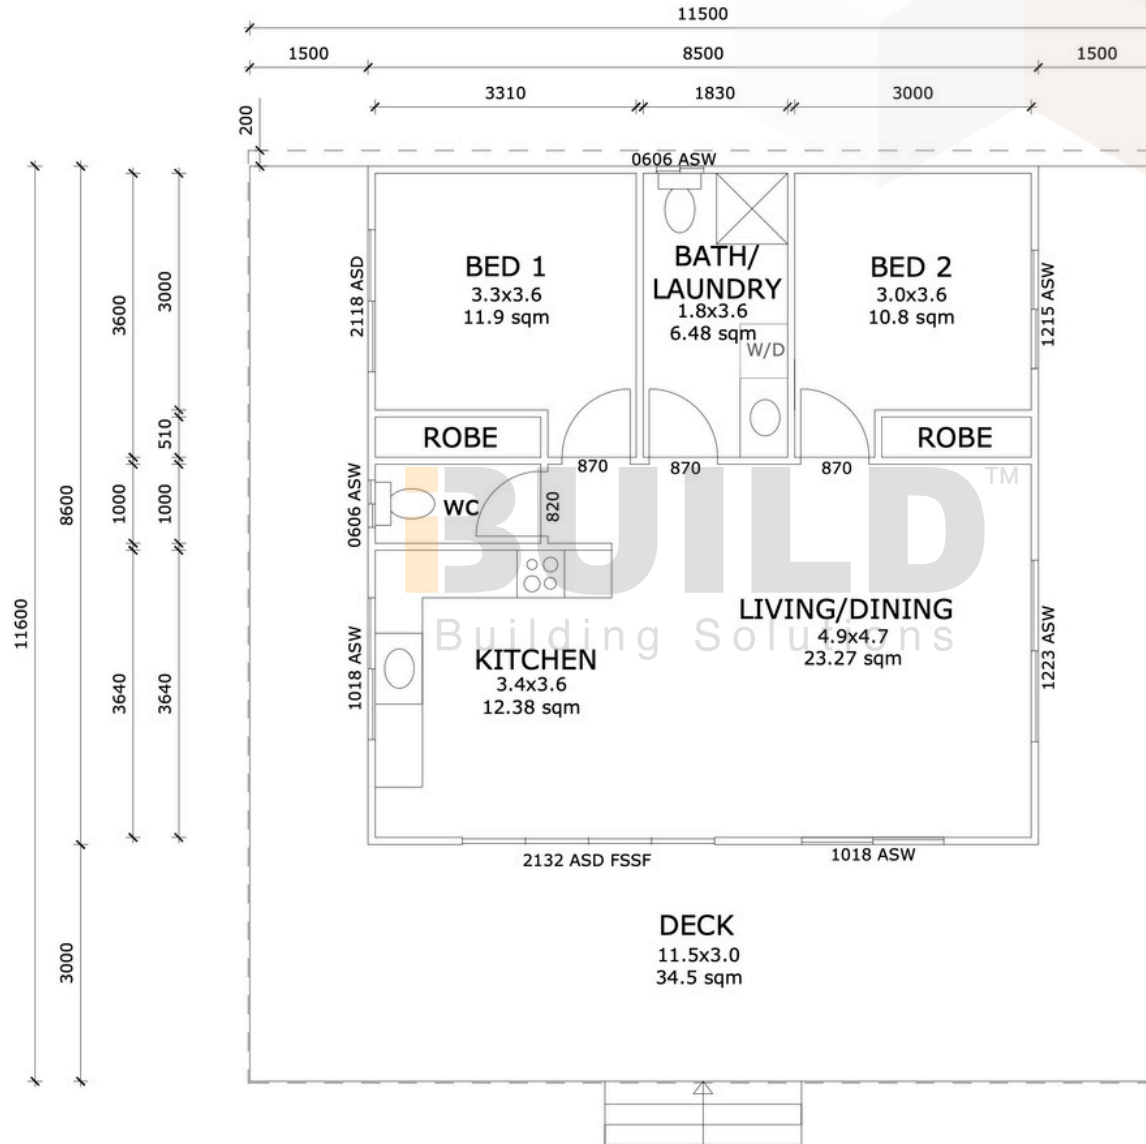 11500
1500
8500
1500
3310
1830
3000
200
0606 ASW
BED 1
3.3x3.6
11.9 sqm
BATH/
LAUNDRY
1.8x3.6
6.48 sqm
W/D
BED 2
3.0x3.6
10.8 sqm
2118 ASD
1215 ASW
3600
3000
510
ROBE
ROBE
870
870
870
8600
1000
1000
0606 ASW
WC
820
iBUILD™
Building Solutions
11600
LIVING/DINING
4.9x4.7
23.27 sqm
1223 ASW
KITCHEN
3.4x3.6
12.38 sqm
1018 ASW
3640
3640
2132 ASD FSSF
1018 ASW
DECK
11.5x3.0
34.5 sqm
3000